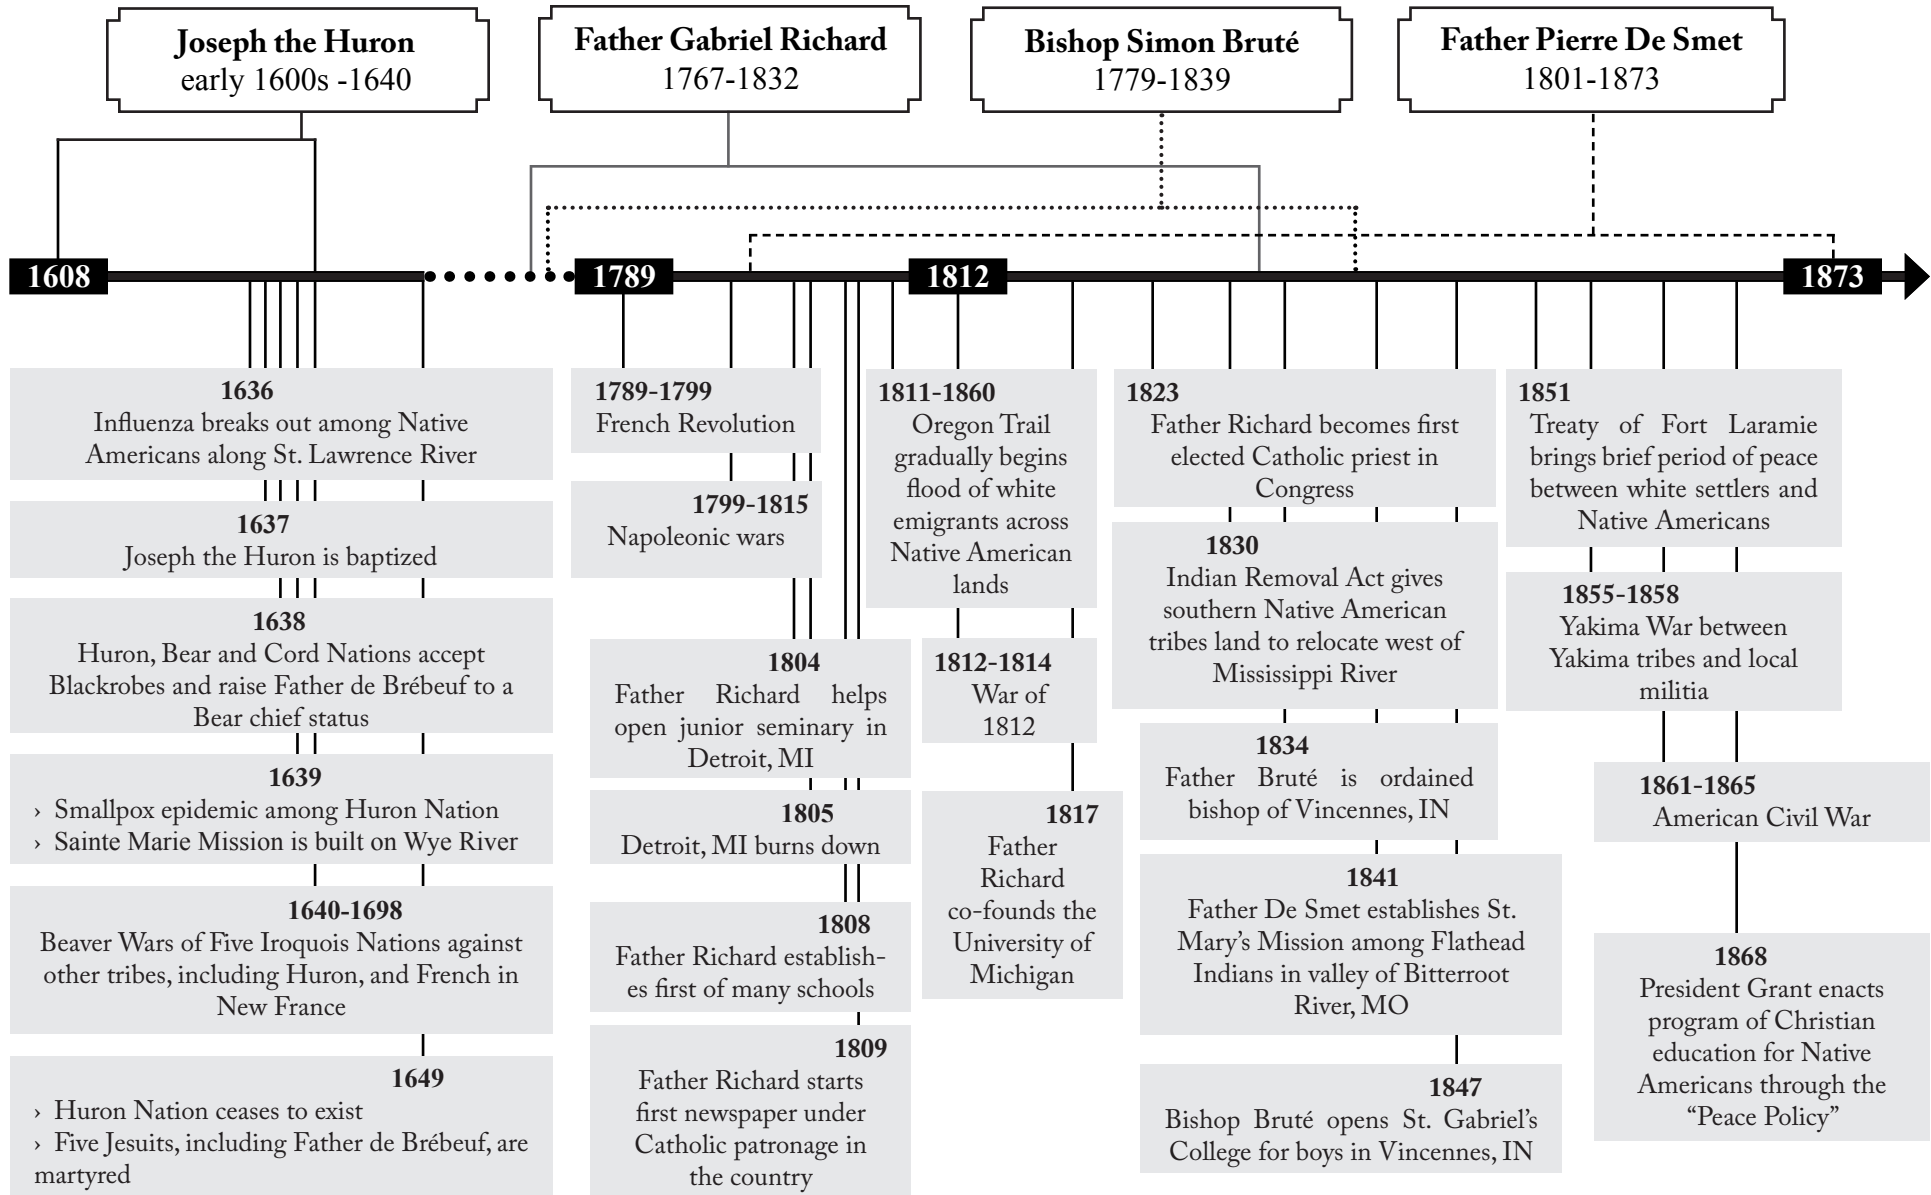 Joseph the Huron
early 1600s -1640
Father Gabriel Richard
1767-1832
Bishop Simon Bruté
1779-1839
Father Pierre De Smet
1801-1873
1608
1789
1812
1873
1636
Influenza breaks out among Native
Americans along St. Lawrence River
1637
Joseph the Huron is baptized
1638
Huron, Bear and Cord Nations accept
Blackrobes and raise Father de Brébeuf to a
Bear chief status
1639
› Smallpox epidemic among Huron Nation
› Sainte Marie Mission is built on Wye River
1640-1698
Beaver Wars of Five Iroquois Nations against
other tribes, including Huron, and French in
New France
1649
› Huron Nation ceases to exist
› Five Jesuits, including Father de Brébeuf, are
martyred
1789-1799
French Revolution
1799-1815
Napoleonic wars
1804
Father Richard helps
open junior seminary in
Detroit, MI
1805
Detroit, MI burns down
1808
Father Richard establish-
es first of many schools
1809
Father Richard starts
first newspaper under
Catholic patronage in
the country
1811-1860
Oregon Trail
gradually begins
flood of white
emigrants across
Native American
lands
1812-1814
War of
1812
1817
Father
Richard
co-founds the
University of
Michigan
1823
Father Richard becomes first
elected Catholic priest in
Congress
1830
Indian Removal Act gives
southern Native American
tribes land to relocate west of
Mississippi River
1834
Father Bruté is ordained
bishop of Vincennes, IN
1841
Father De Smet establishes St.
Mary's Mission among Flathead
Indians in valley of Bitterroot
River, MO
1847
Bishop Bruté opens St. Gabriel's
College for boys in Vincennes, IN
1851
Treaty of Fort Laramie
brings brief period of peace
between white settlers and
Native Americans
1855-1858
Yakima War between
Yakima tribes and local
militia
1861-1865
American Civil War
1868
President Grant enacts
program of Christian
education for Native
Americans through the
“Peace Policy”